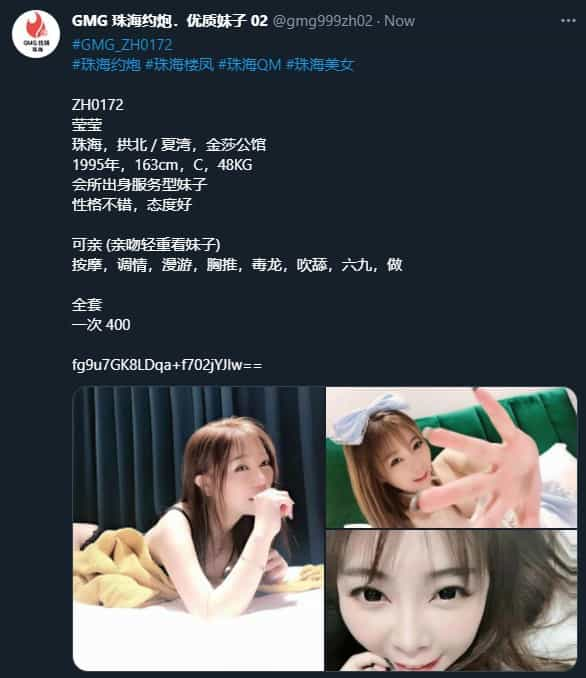 GMG 珠海约炮．优质妹子 02 @gmg999zh02 · Now
#GMG_ZH0172
#珠海约炮 #珠海楼凤 #珠海QM #珠海美女
ZH0172
莹莹
珠海，拱北 / 夏湾，金莎公馆
1995年，163cm，C，48KG
会所出身服务型妹子
性格不错，态度好
可亲 (亲吻轻重看妹子)
按摩，调情，漫游，胸推，毒龙，吹舔，六九，做
全套
一次 400
fg9u7GK8LDqa+f702jYJlw==